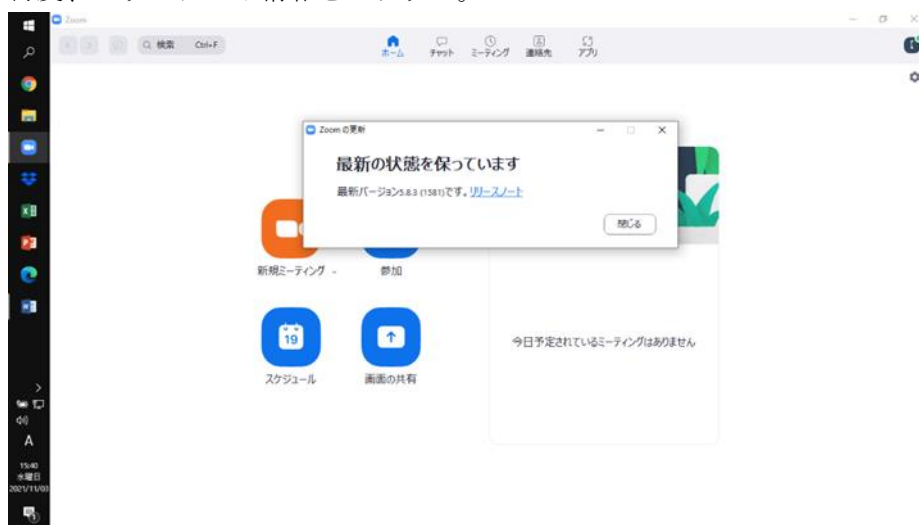 Zoom
検索 Ctrl+F
ホーム
チャット
ミーティング
連絡先
アプリ
Zoom の更新
最新の状態を保っています
最新バージョン5.8.3 (1581)です。リリースノート
閉じる
新規ミーティング
参加
19
スケジュール
画面の共有
今日予定されているミーティングはありません
A
15:40
水曜日
2021/11/03